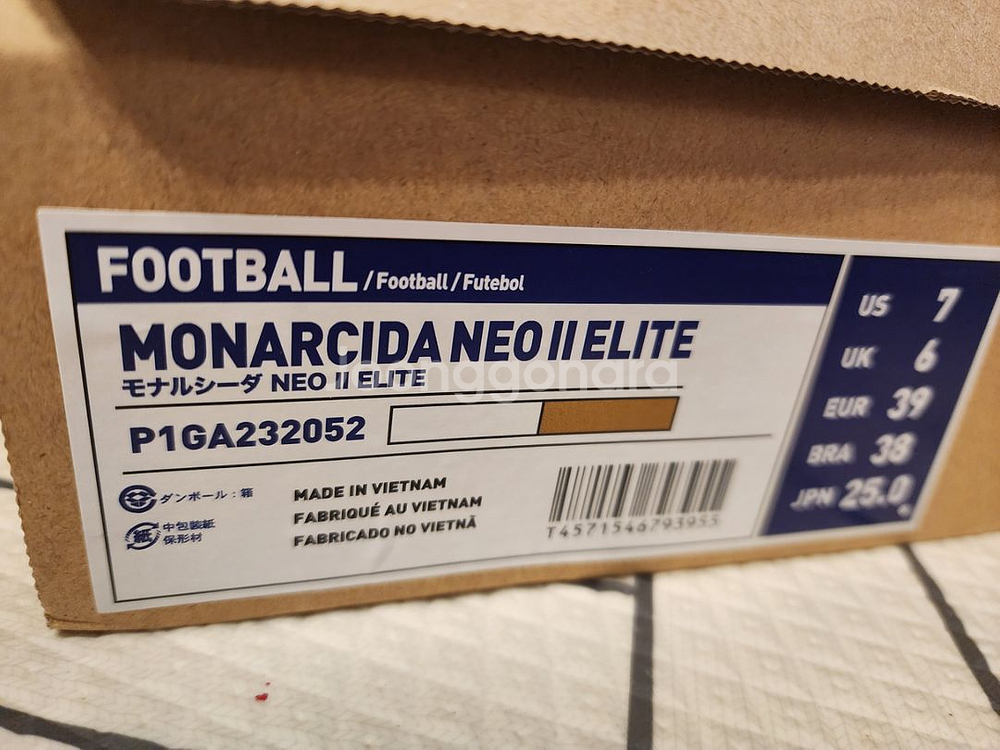 FOOTBALL / Football / Futebol
MONARCIDA NEO II ELITE
モナルシーダ NEO II ELITE
P1GA232052
ダンボール：箱
紙
中包装紙
保形材
MADE IN VIETNAM
FABRIQUÉ AU VIETNAM
FABRICADO NO VIETNÃ
T4571546793955
US 7
UK 6
EUR 39
BRA 38
JPN 25.0
Joonggonara